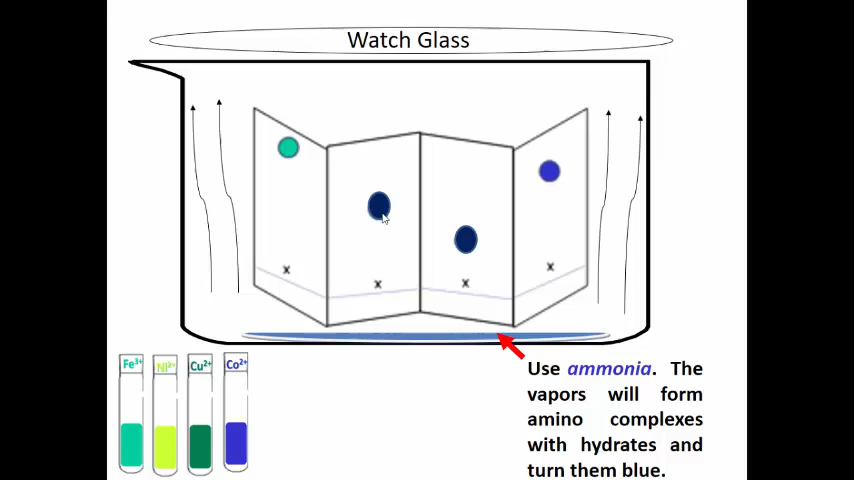 Watch Glass
x
x
x
x
Fe³⁺
Ni²⁺
Cu²⁺
Co²⁺
Use ammonia. The
vapors will form
amino complexes
with hydrates and
turn them blue.